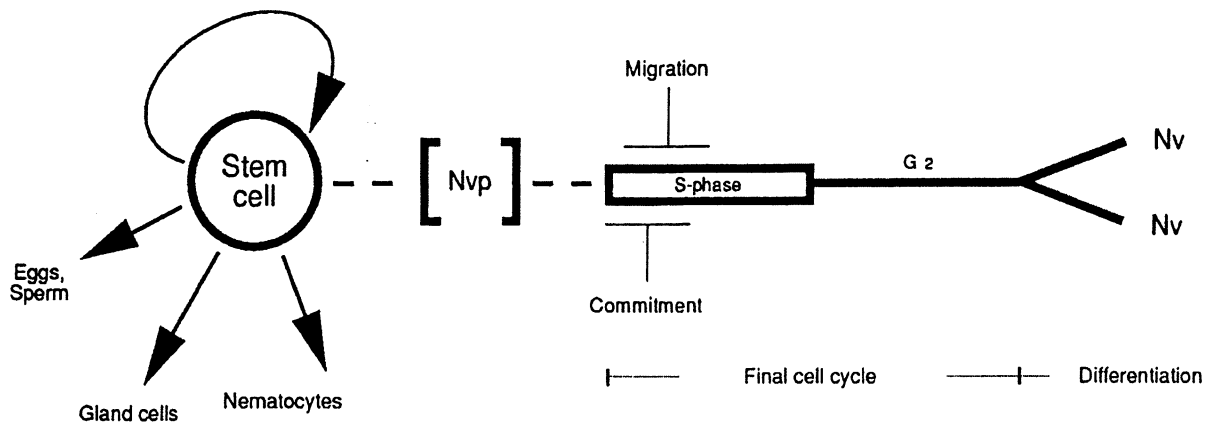 Migration
Stem
cell
[Nvp]
S-phase
G 2
Nv
Nv
Eggs,
Sperm
Commitment
Gland cells
Nematocytes
Final cell cycle
Differentiation